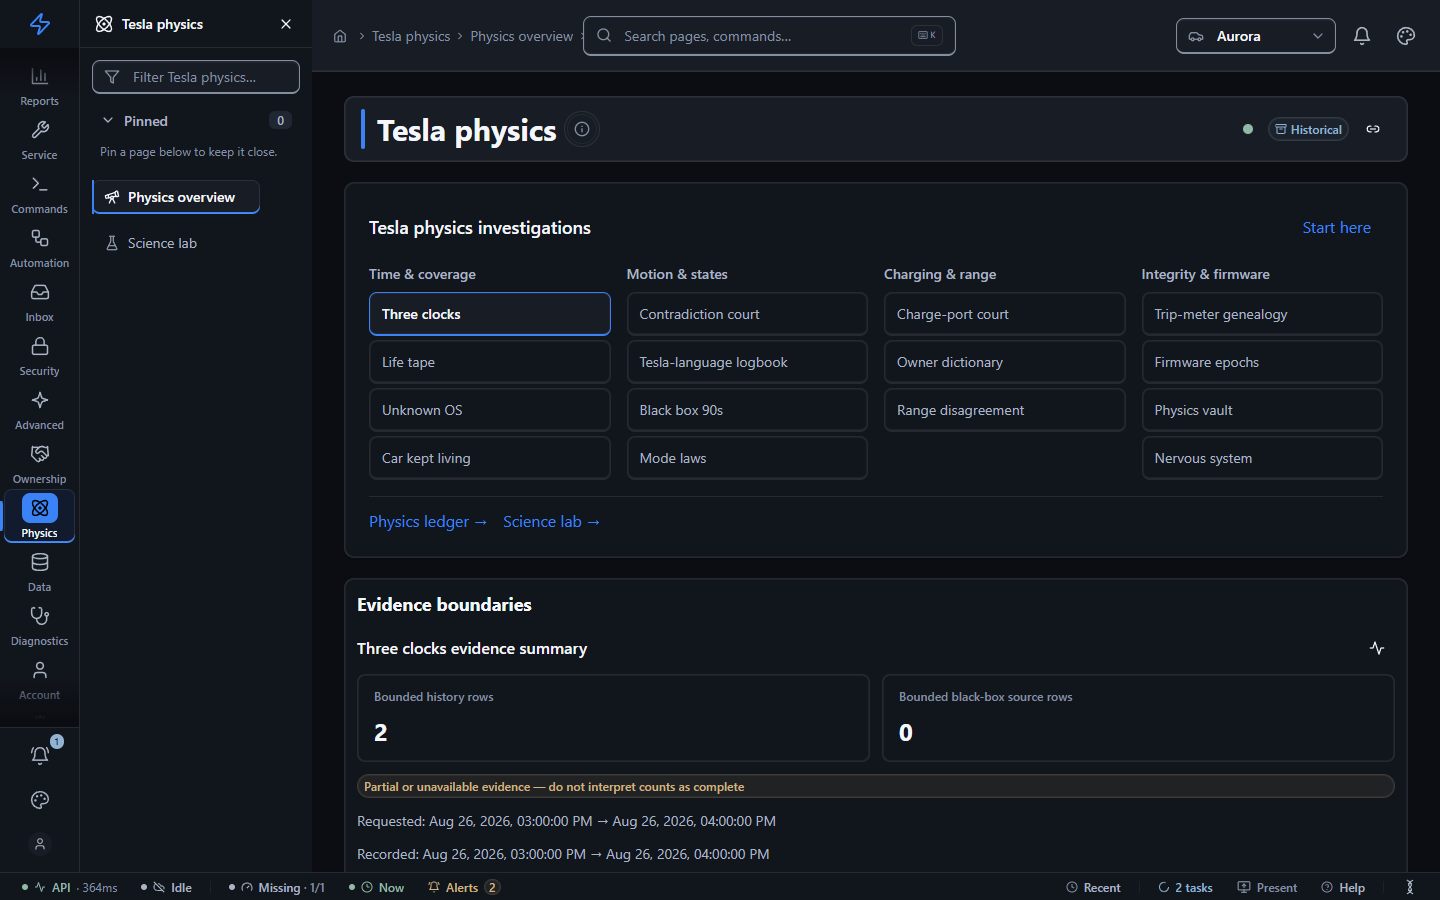 Tesla physics
Reports
Service
Commands
Automation
Inbox
Security
Advanced
Ownership
Physics
Data
Diagnostics
Account
1
Filter Tesla physics...
Pinned
0
Pin a page below to keep it close.
Physics overview
Science lab
Tesla physics
Physics overview
Search pages, commands...
K
Aurora
Tesla physics
Historical
Tesla physics investigations
Start here
Time & coverage
Three clocks
Life tape
Unknown OS
Car kept living
Motion & states
Contradiction court
Tesla-language logbook
Black box 90s
Mode laws
Charging & range
Charge-port court
Owner dictionary
Range disagreement
Integrity & firmware
Trip-meter genealogy
Firmware epochs
Physics vault
Nervous system
Physics ledger →
Science lab →
Evidence boundaries
Three clocks evidence summary
Bounded history rows
2
Bounded black-box source rows
0
Partial or unavailable evidence — do not interpret counts as complete
Requested: Aug 26, 2026, 03:00:00 PM → Aug 26, 2026, 04:00:00 PM
Recorded: Aug 26, 2026, 03:00:00 PM → Aug 26, 2026, 04:00:00 PM
API · 364ms
Idle
Missing · 1/1
Now
Alerts 2
Recent
2 tasks
Present
Help